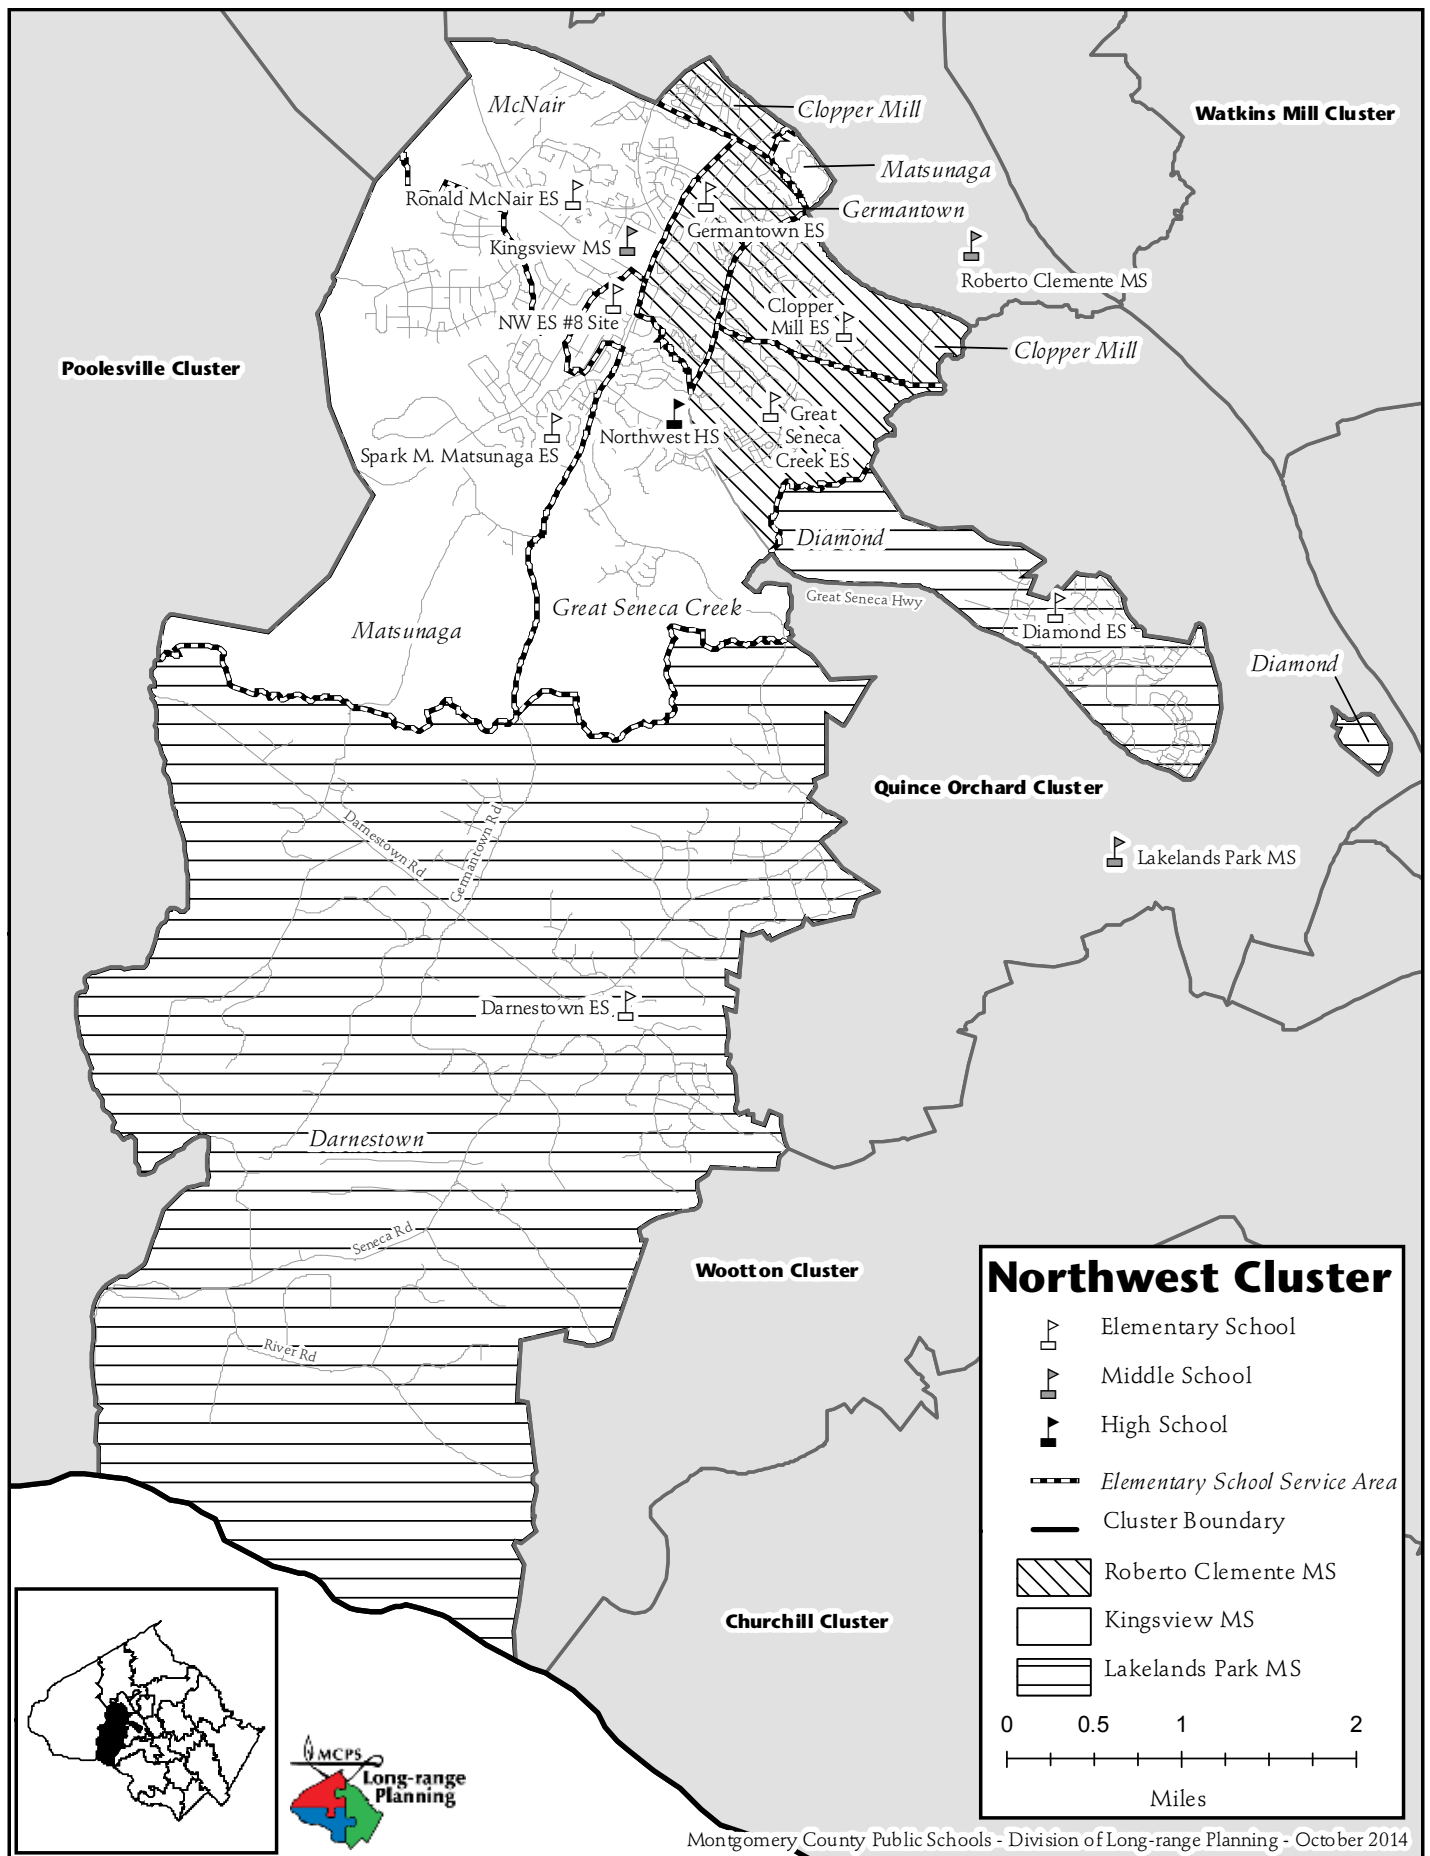 McNair
Clopper Mill
Watkins Mill Cluster
Matsunaga
Ronald McNair ES
Germantown
Germantown ES
Kingsview MS
Roberto Clemente MS
Clopper
Mill ES
NW ES #8 Site
Clopper Mill
Poolesville Cluster
Great
Seneca
Creek ES
Northwest HS
Spark M. Matsunaga ES
Diamond
Great Seneca Hwy
Great Seneca Creek
Matsunaga
Diamond ES
Diamond
Quince Orchard Cluster
Darnestown Rd
Germantown Rd
Lakelands Park MS
Darnestown ES
Darnestown
Seneca Rd
River Rd
Wootton Cluster
Churchill Cluster
Northwest Cluster
Elementary School
Middle School
High School
Elementary School Service Area
Cluster Boundary
Roberto Clemente MS
Kingsview MS
Lakelands Park MS
0 0.5 1 2
Miles
MCPS
Long-range
Planning
Montgomery County Public Schools - Division of Long-range Planning - October 2014